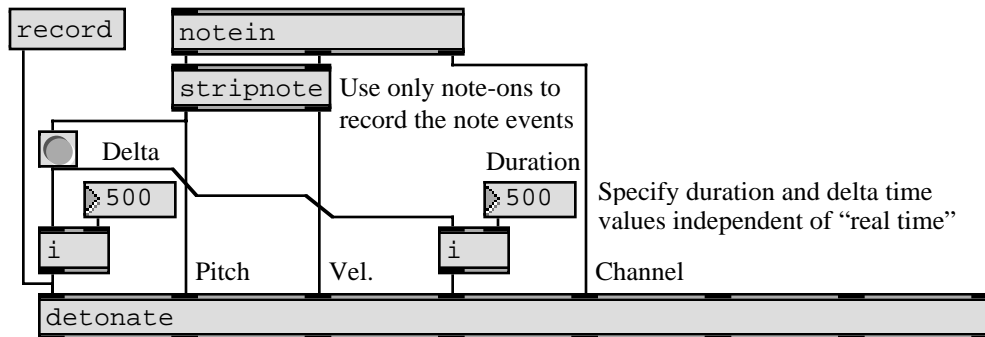 record
notein
stripnote
Use only note-ons to
record the note events
Delta
Duration
500
500
Specify duration and delta time
values independent of “real time”
i
i
Pitch
Vel.
Channel
detonate